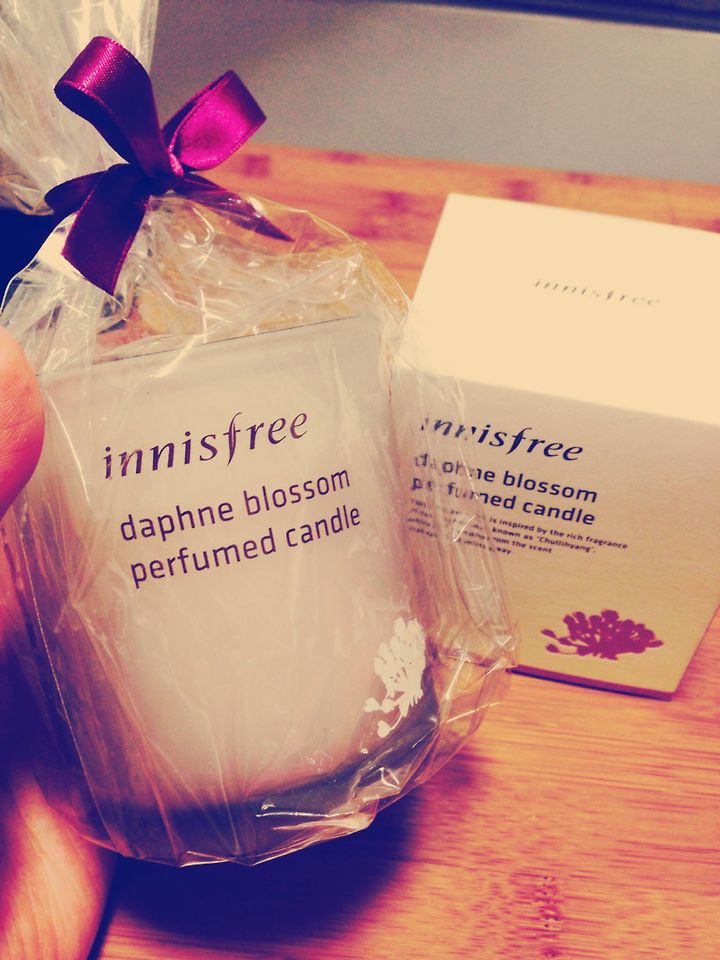 innisfree
daphne blossom
perfumed candle
innisfree
innisfree
daphne blossom
perfumed candle
is inspired by the rich fragrance
known as 'Chullihyang',
from the scent
away